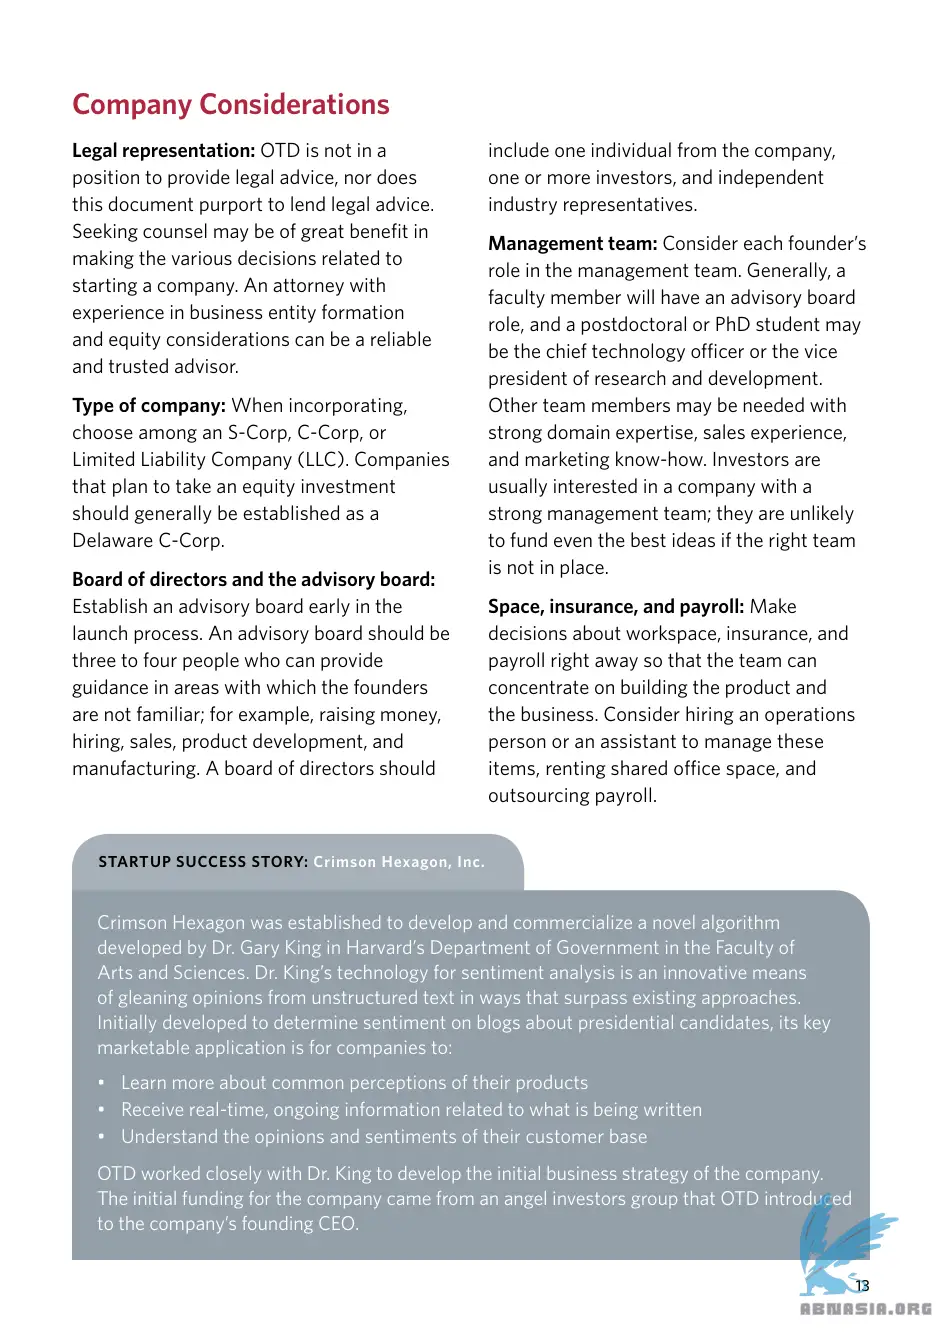 Company Considerations
Legal representation: OTD is not in a
position to provide legal advice, nor does
this document purport to lend legal advice.
Seeking counsel may be of great benefit in
making the various decisions related to
starting a company. An attorney with
experience in business entity formation
and equity considerations can be a reliable
and trusted advisor.
Type of company: When incorporating,
choose among an S-Corp, C-Corp, or
Limited Liability Company (LLC). Companies
that plan to take an equity investment
should generally be established as a
Delaware C-Corp.
Board of directors and the advisory board:
Establish an advisory board early in the
launch process. An advisory board should be
three to four people who can provide
guidance in areas with which the founders
are not familiar; for example, raising money,
hiring, sales, product development, and
manufacturing. A board of directors should
include one individual from the company,
one or more investors, and independent
industry representatives.
Management team: Consider each founder's
role in the management team. Generally, a
faculty member will have an advisory board
role, and a postdoctoral or PhD student may
be the chief technology officer or the vice
president of research and development.
Other team members may be needed with
strong domain expertise, sales experience,
and marketing know-how. Investors are
usually interested in a company with a
strong management team; they are unlikely
to fund even the best ideas if the right team
is not in place.
Space, insurance, and payroll: Make
decisions about workspace, insurance, and
payroll right away so that the team can
concentrate on building the product and
the business. Consider hiring an operations
person or an assistant to manage these
items, renting shared office space, and
outsourcing payroll.
STARTUP SUCCESS STORY: Crimson Hexagon, Inc.
Crimson Hexagon was established to develop and commercialize a novel algorithm
developed by Dr. Gary King in Harvard's Department of Government in the Faculty of
Arts and Sciences. Dr. King's technology for sentiment analysis is an innovative means
of gleaning opinions from unstructured text in ways that surpass existing approaches.
Initially developed to determine sentiment on blogs about presidential candidates, its key
marketable application is for companies to:
• Learn more about common perceptions of their products
• Receive real-time, ongoing information related to what is being written
• Understand the opinions and sentiments of their customer base
OTD worked closely with Dr. King to develop the initial business strategy of the company.
The initial funding for the company came from an angel investors group that OTD introduced
to the company's founding CEO.
13
ABNASIA.ORG